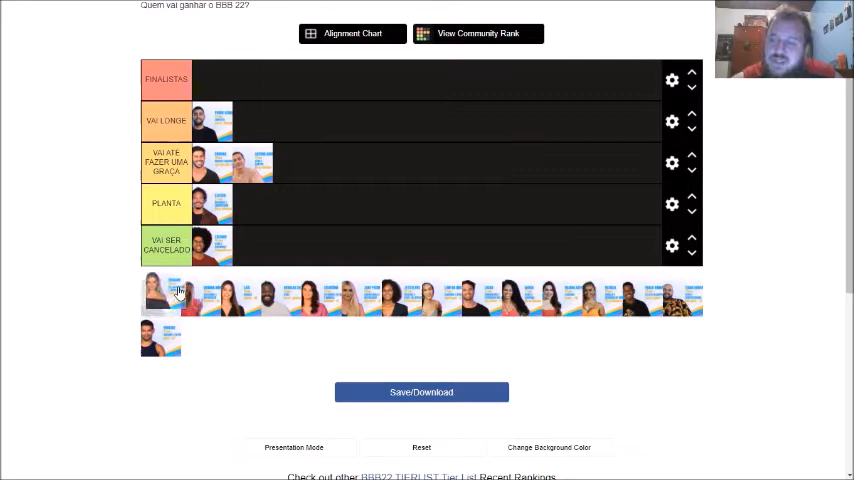 Quem vai ganhar o BBB 22?
Alignment Chart
View Community Rank
FINALISTAS
VAI LONGE
VAI ATÉ
FAZER UMA
GRAÇA
PLANTA
VAI SER
CANCELADO
Save/Download
Presentation Mode
Reset
Change Background Color
Check out other BBB22 TIERLIST Tier List Recent Rankings